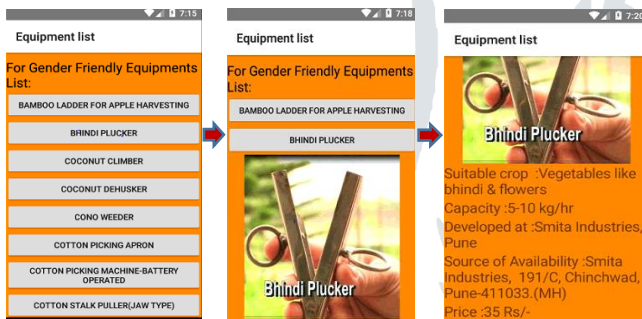 7:15
Equipment list
For Gender Friendly Equipments
List:
BAMBOO LADDER FOR APPLE HARVESTING
BHINDI PLUCKER
COCONUT CLIMBER
COCONUT DEHUSKER
CONO WEEDER
COTTON PICKING APRON
COTTON PICKING MACHINE-BATTERY
OPERATED
COTTON STALK PULLER(JAW TYPE)
7:18
Equipment list
For Gender Friendly Equipments
List:
BAMBOO LADDER FOR APPLE HARVESTING
BHINDI PLUCKER
Bhindi Plucker
7:20
Equipment list
Bhindi Plucker
Suitable crop :Vegetables like
bhindi & flowers
Capacity :5-10 kg/hr
Developed at :Smita Industries,
Pune
Source of Availability :Smita
Industries, 191/C, Chinchwad,
Pune-411033.(MH)
Price :35 Rs/-